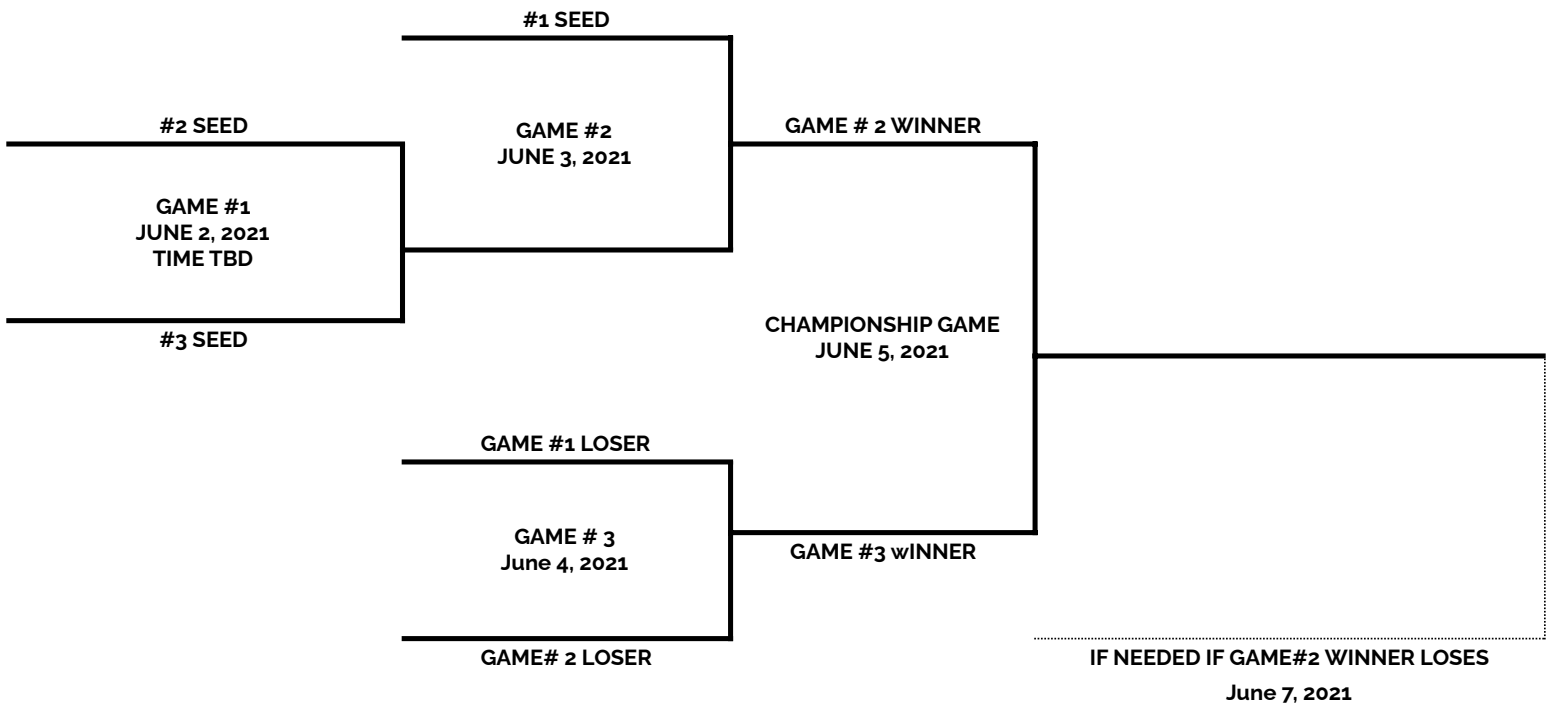 #1 SEED
#2 SEED
GAME #2
JUNE 3, 2021
GAME # 2 WINNER
GAME #1
JUNE 2, 2021
TIME TBD
#3 SEED
CHAMPIONSHIP GAME
JUNE 5, 2021
GAME #1 LOSER
GAME # 3
June 4, 2021
GAME #3 wINNER
GAME# 2 LOSER
IF NEEDED IF GAME#2 WINNER LOSES
June 7, 2021